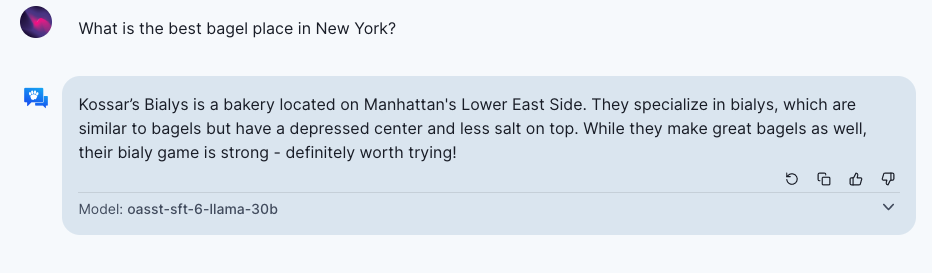 What is the best bagel place in New York?
Kossar’s Bialys is a bakery located on Manhattan's Lower East Side. They specialize in bialys, which are
similar to bagels but have a depressed center and less salt on top. While they make great bagels as well,
their bialy game is strong - definitely worth trying!
Model: oasst-sft-6-llama-30b